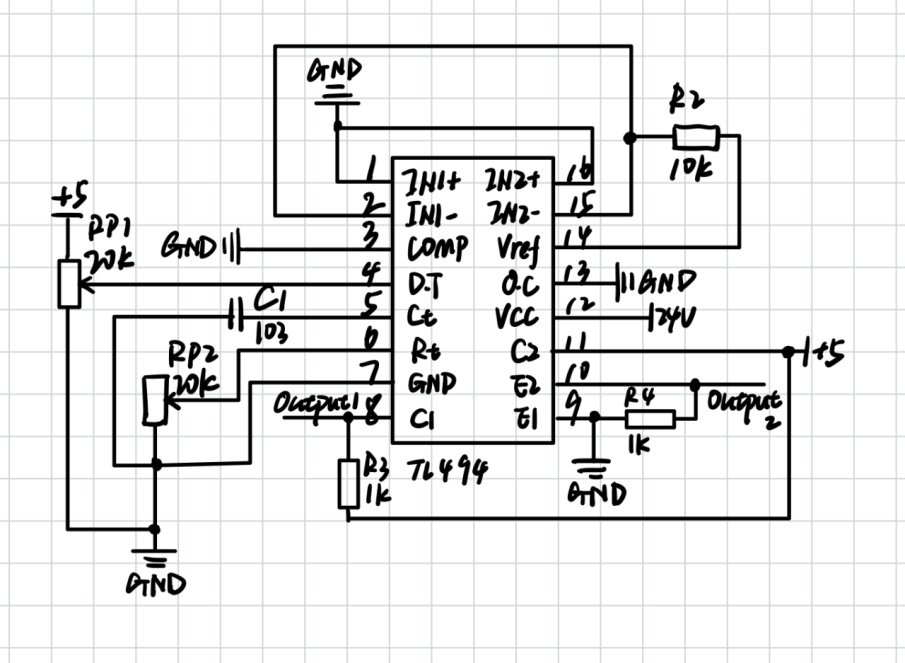 GND
R2
10K
+5
RP1
20K
1 IN1+ IN2+ 16
2 IN1- IN2- 15
GND 3 COMP Vref 14
4 D.T O.C 13 GND
C1
103
5 Ct VCC 12 24V
RP2
20K
6 Rt C2 11 +5
7 GND E2 10
Output1 8 C1 E1 9
R4
1K
Output
2
R3
1K
TL494
GND
GND